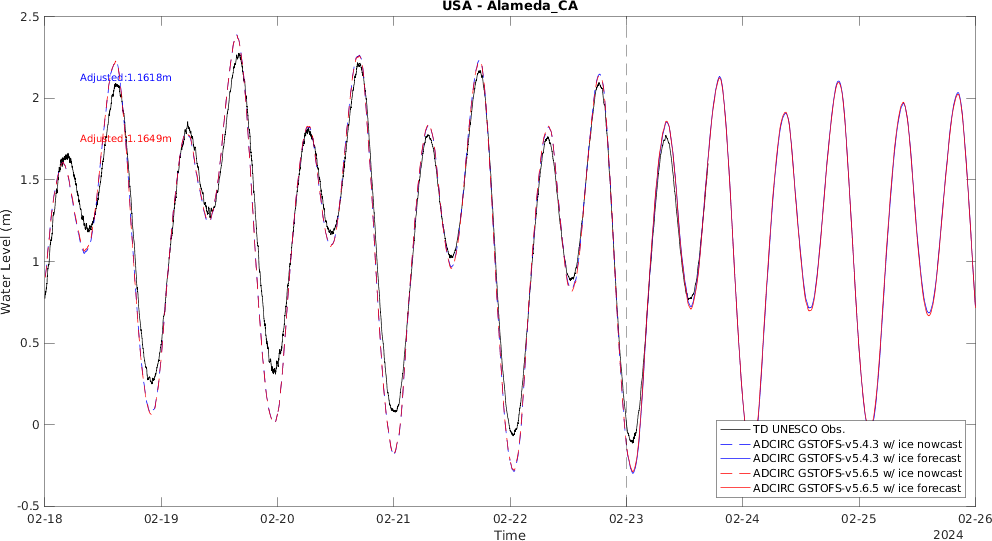 USA - Alameda_CA
2.5
2
1.5
1
0.5
0
-0.5
Water Level (m)
Adjusted:1.1618m
Adjusted:1.1649m
TD UNESCO Obs.
ADCIRC GSTOFS-v5.4.3 w/ ice nowcast
ADCIRC GSTOFS-v5.4.3 w/ ice forecast
ADCIRC GSTOFS-v5.6.5 w/ ice nowcast
ADCIRC GSTOFS-v5.6.5 w/ ice forecast
02-18 02-19 02-20 02-21 02-22 02-23 02-24 02-25 02-26
Time
2024